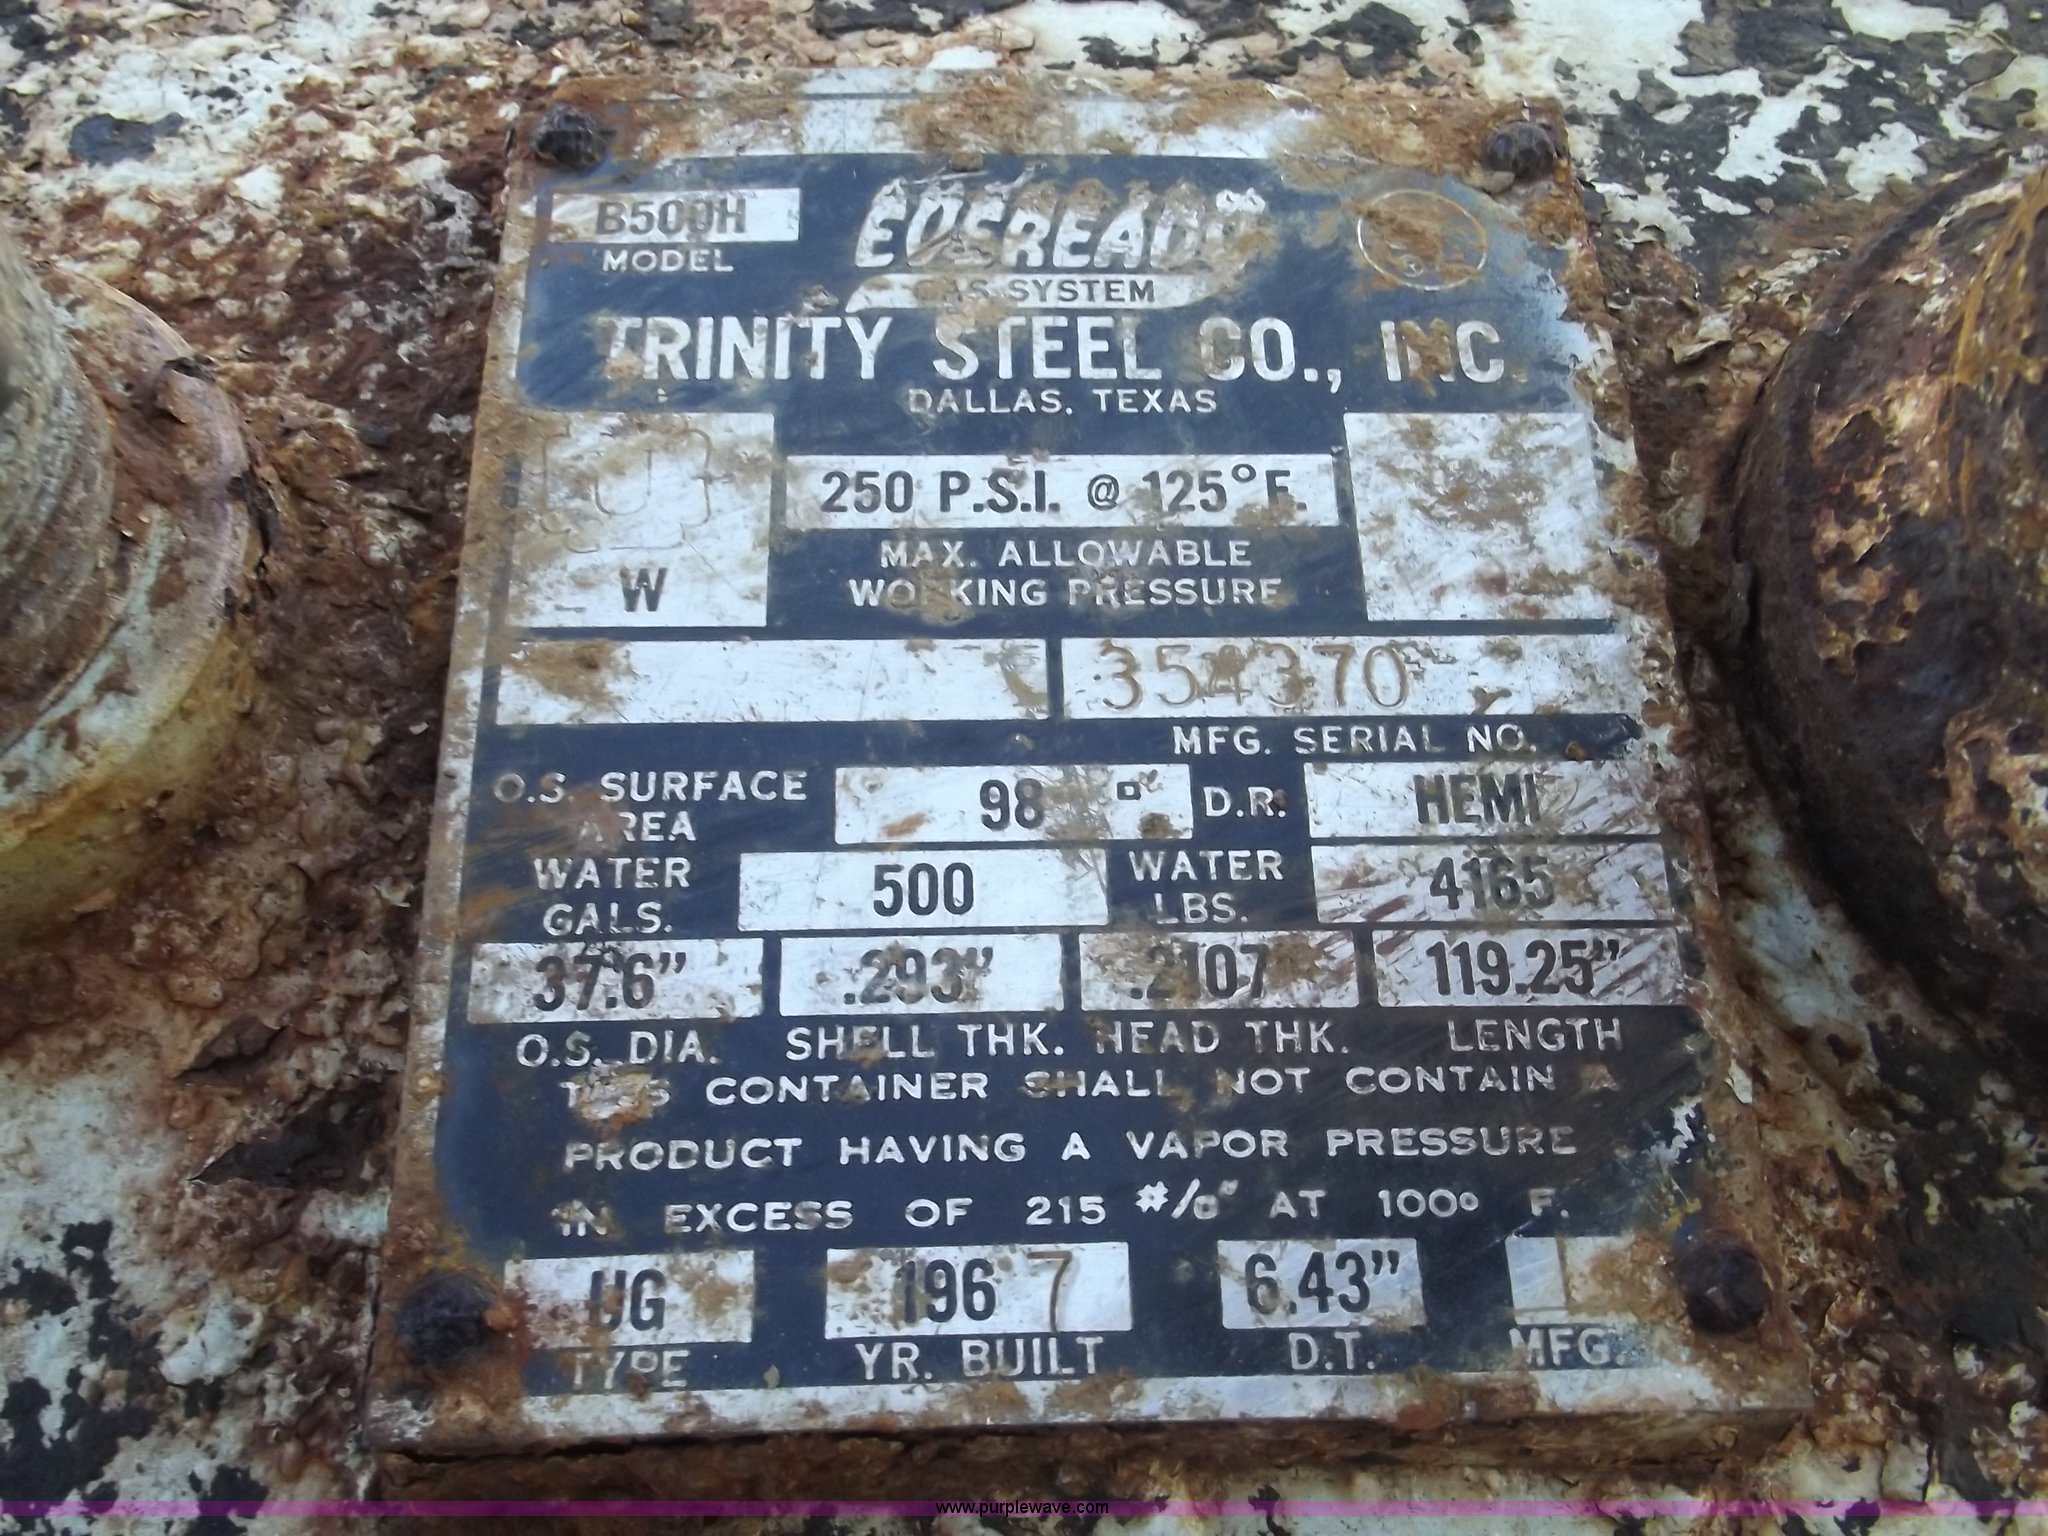 B500H
MODEL
EVEREADY
GAS SYSTEM
TRINITY STEEL CO., INC.
DALLAS, TEXAS
U
W
250 P.S.I. @ 125° F.
MAX. ALLOWABLE
WORKING PRESSURE
354370
MFG. SERIAL NO.
O.S. SURFACE
AREA
98 □'
D.R.
HEMI
WATER
GALS.
500
WATER
LBS.
4165
37.6" .293" .2107 119.25"
O.S. DIA. SHELL THK. HEAD THK. LENGTH
THIS CONTAINER SHALL NOT CONTAIN A
PRODUCT HAVING A VAPOR PRESSURE
IN EXCESS OF 215 #/□" AT 100° F.
UG 1967 6.43"
TYPE YR. BUILT D.T. MFG.
www.purplewave.com